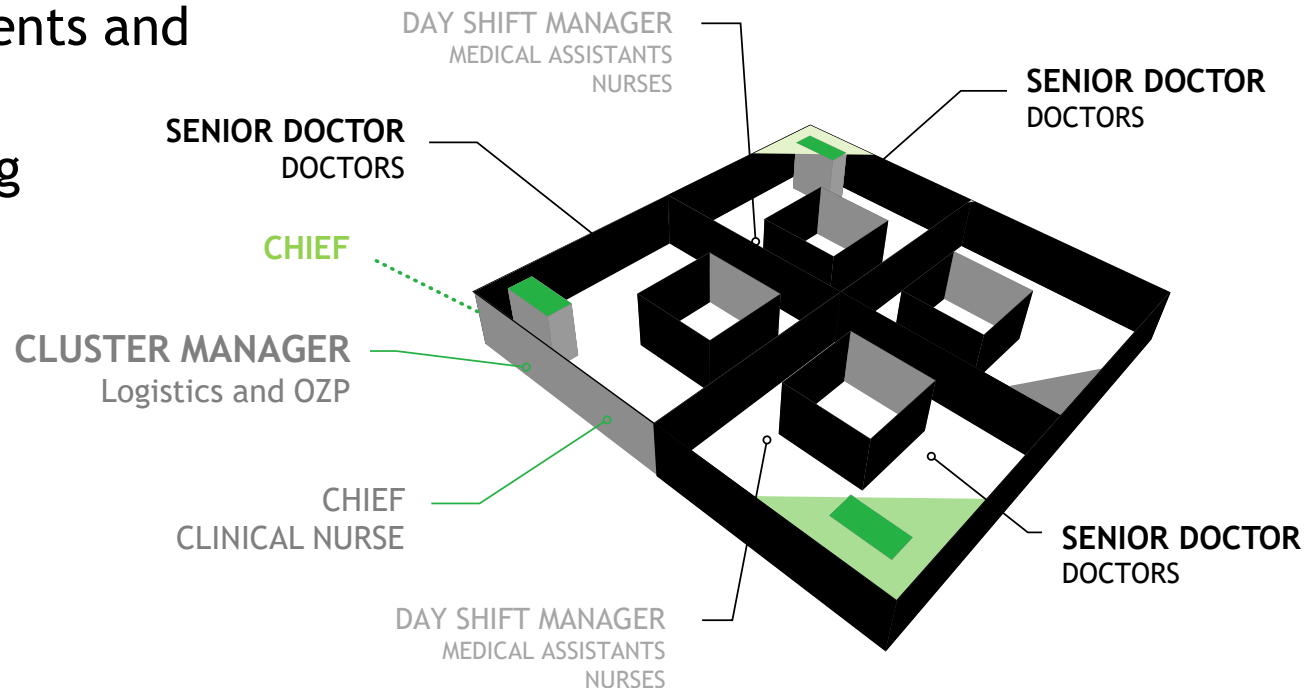 ents and
g
DAY SHIFT MANAGER
MEDICAL ASSISTANTS
NURSES
SENIOR DOCTOR
DOCTORS
SENIOR DOCTOR
DOCTORS
CHIEF
CLUSTER MANAGER
Logistics and OZP
CHIEF
CLINICAL NURSE
SENIOR DOCTOR
DOCTORS
DAY SHIFT MANAGER
MEDICAL ASSISTANTS
NURSES